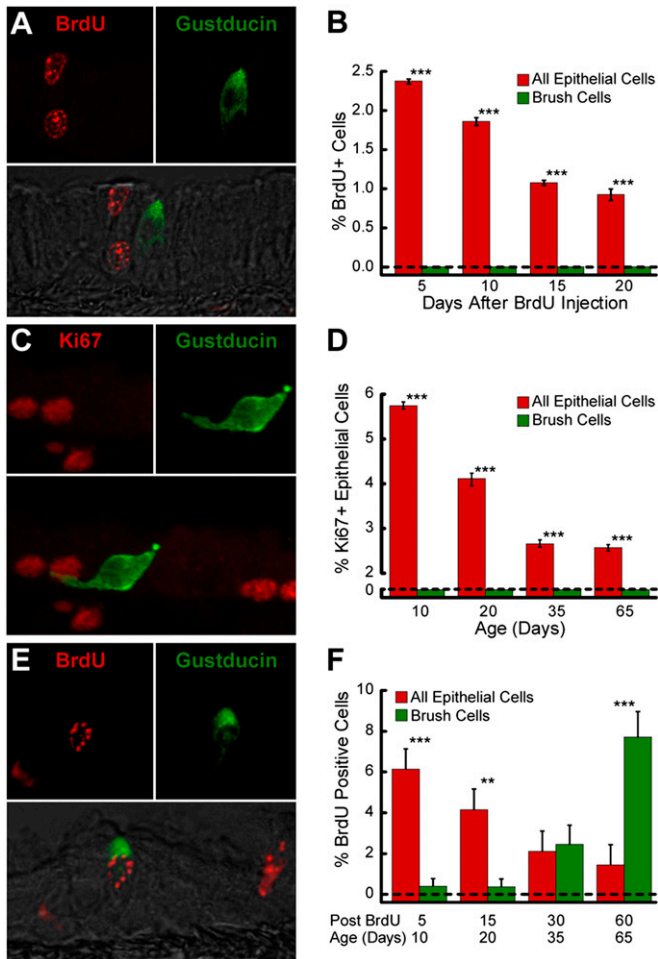 A
BrdU
Gustducin
B
2.5
2.0
1.5
1.0
0.5
0.0
% BrdU+ Cells
***
***
***
***
All Epithelial Cells
Brush Cells
5 10 15 20
Days After BrdU Injection
C
Ki67
Gustducin
D
6
5
4
3
2
0
% Ki67+ Epithelial Cells
***
***
***
***
All Epithelial Cells
Brush Cells
10 20 35 65
Age (Days)
E
BrdU
Gustducin
F
10
8
6
4
2
0
% BrdU Positive Cells
All Epithelial Cells
Brush Cells
***
**
***
Post BrdU 5 15 30 60
Age (Days) 10 20 35 65